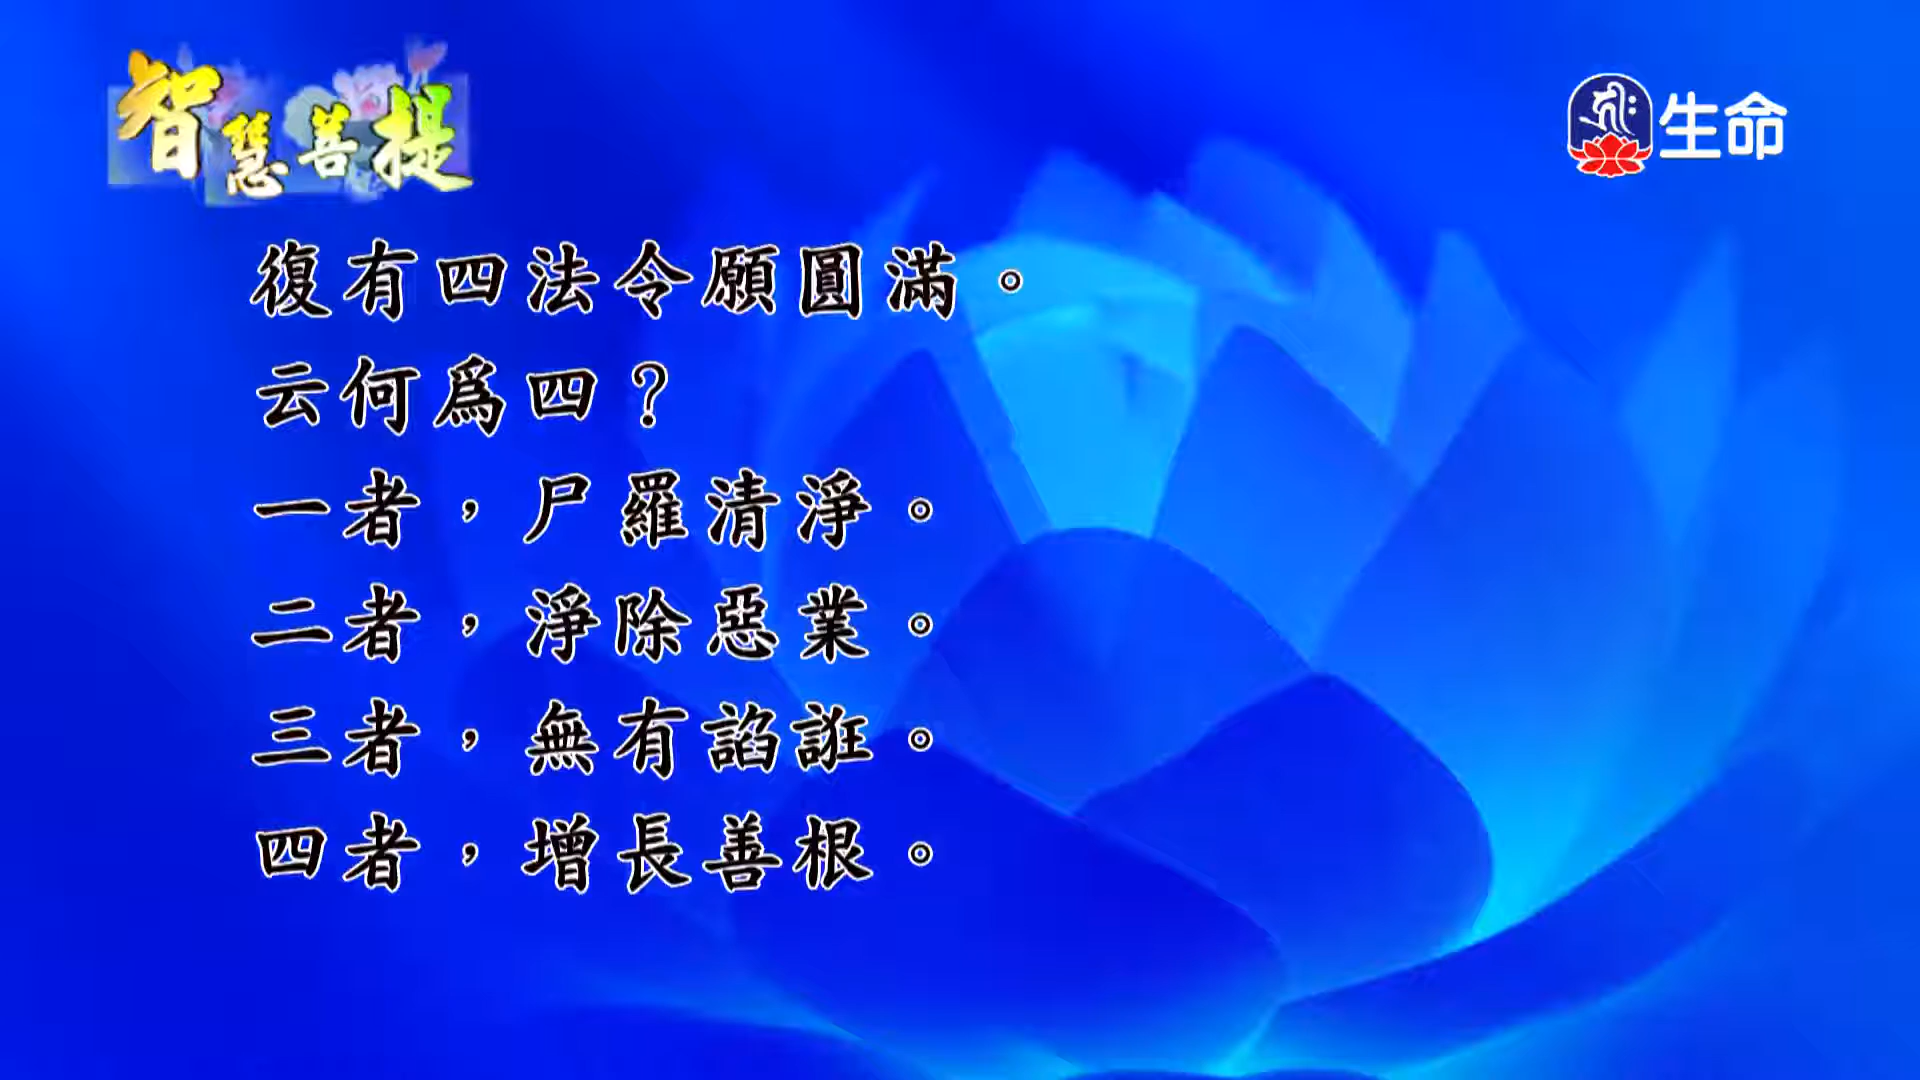 智慧菩提
生命
復有四法令願圓滿。
云何爲四？
一者，尸羅清淨。
二者，淨除惡業。
三者，無有諂誑。
四者，增長善根。